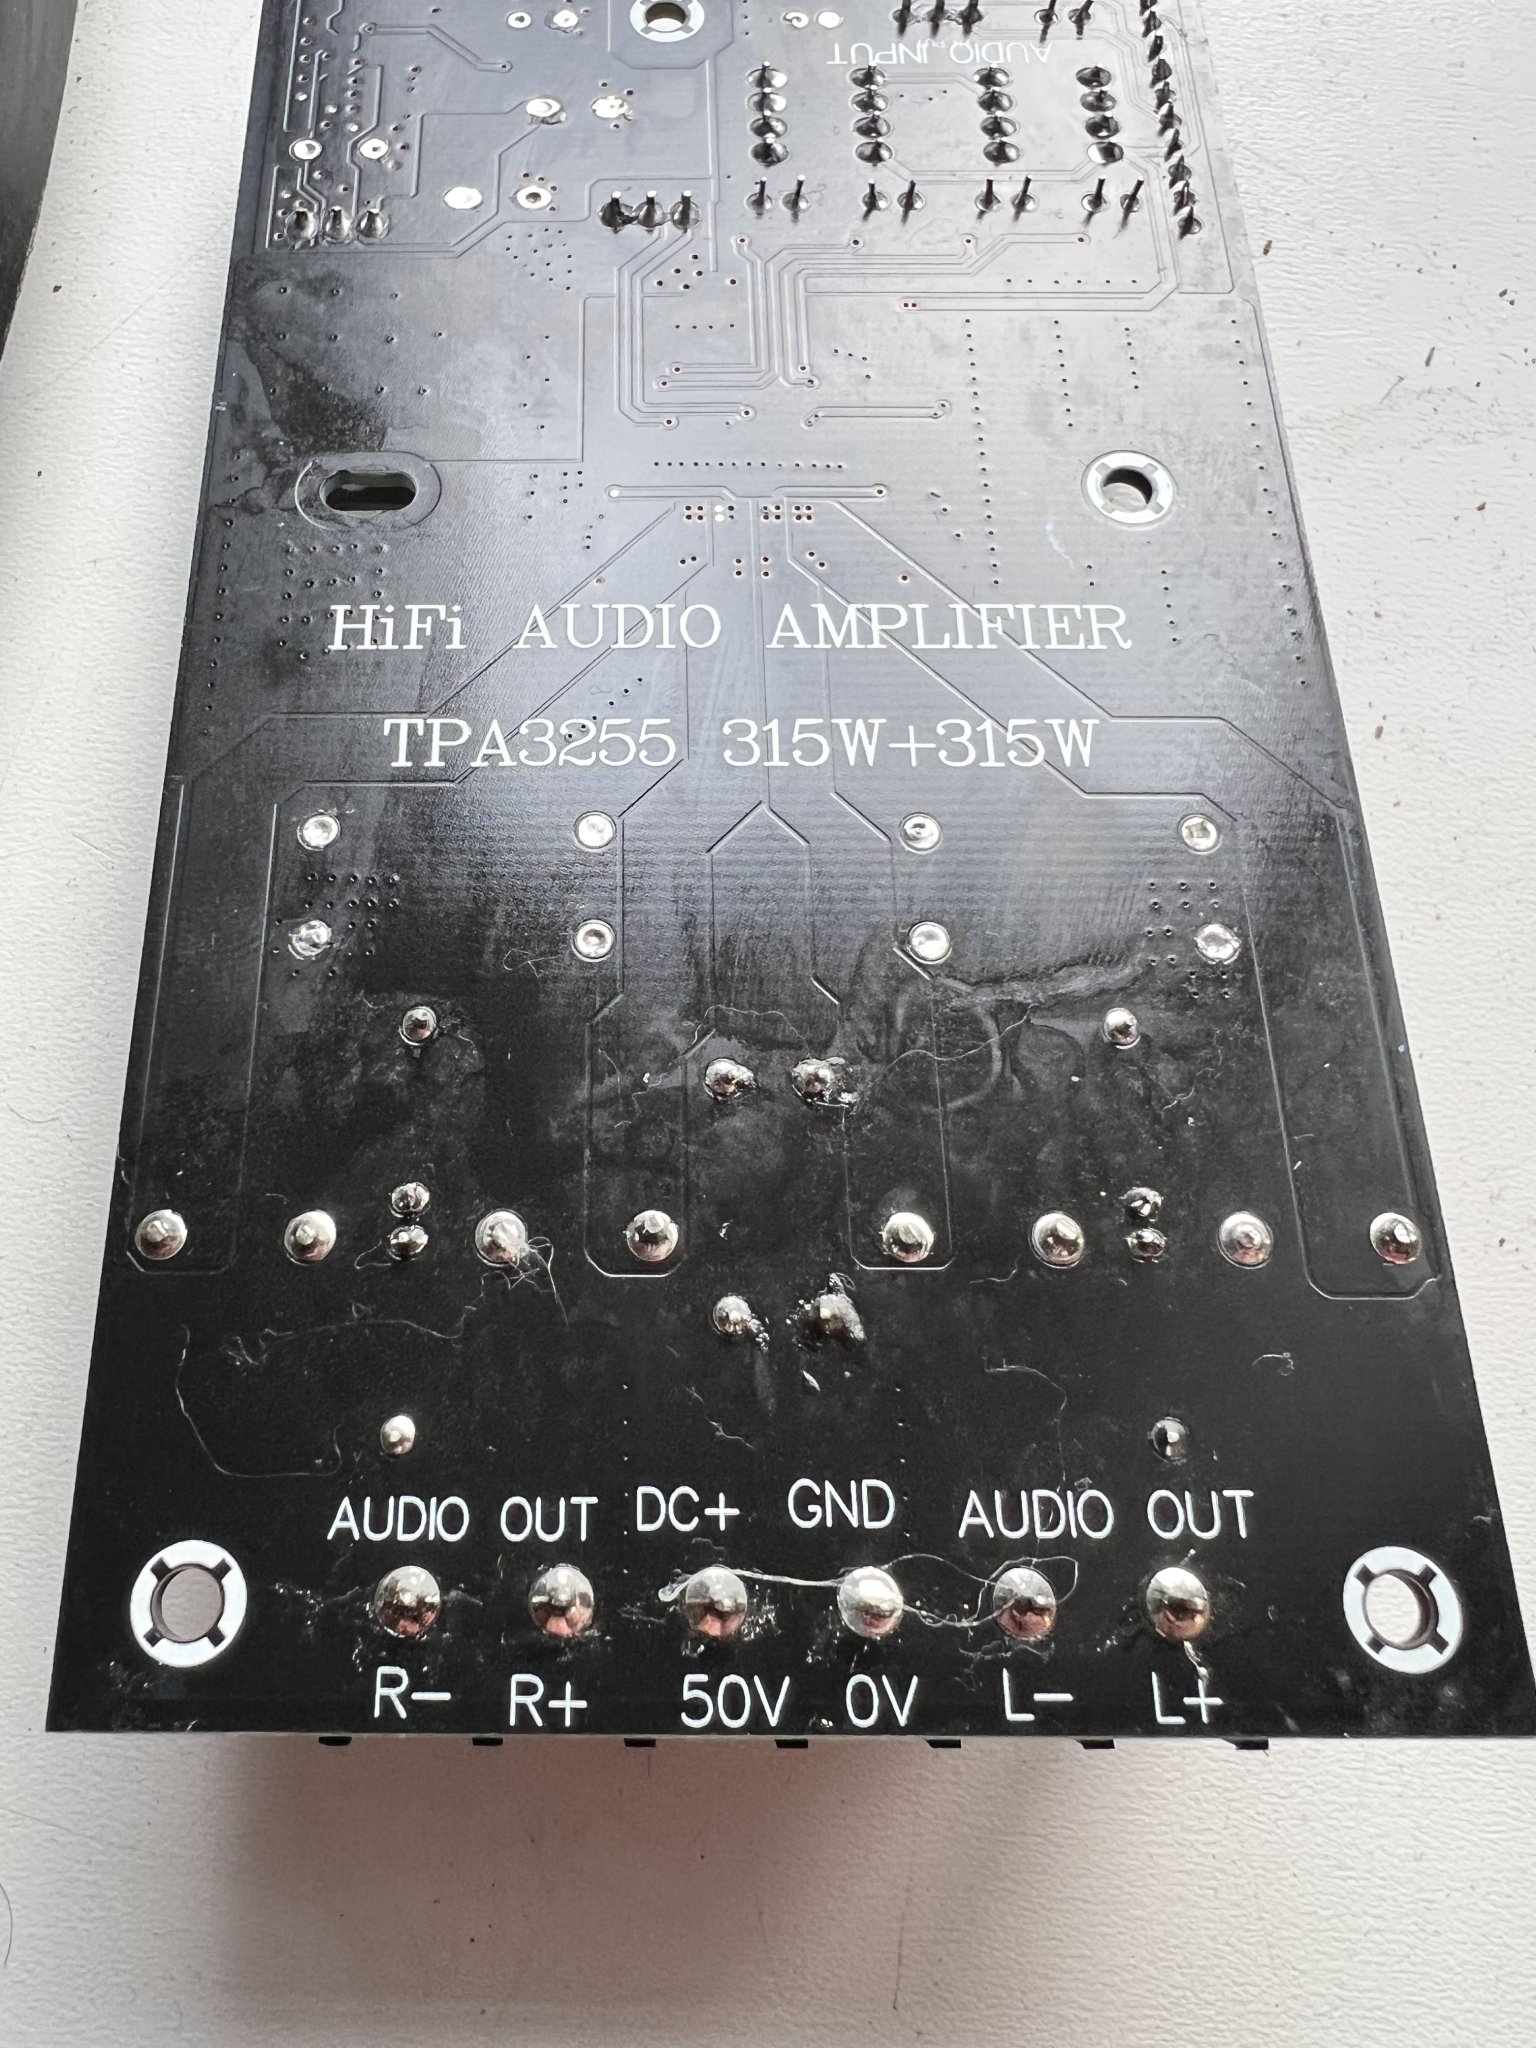 AUDIO INPUT
HiFi AUDIO AMPLIFIER
TPA3255 315W+315W
AUDIO OUT DC+ GND AUDIO OUT
R- R+ 50V 0V L- L+